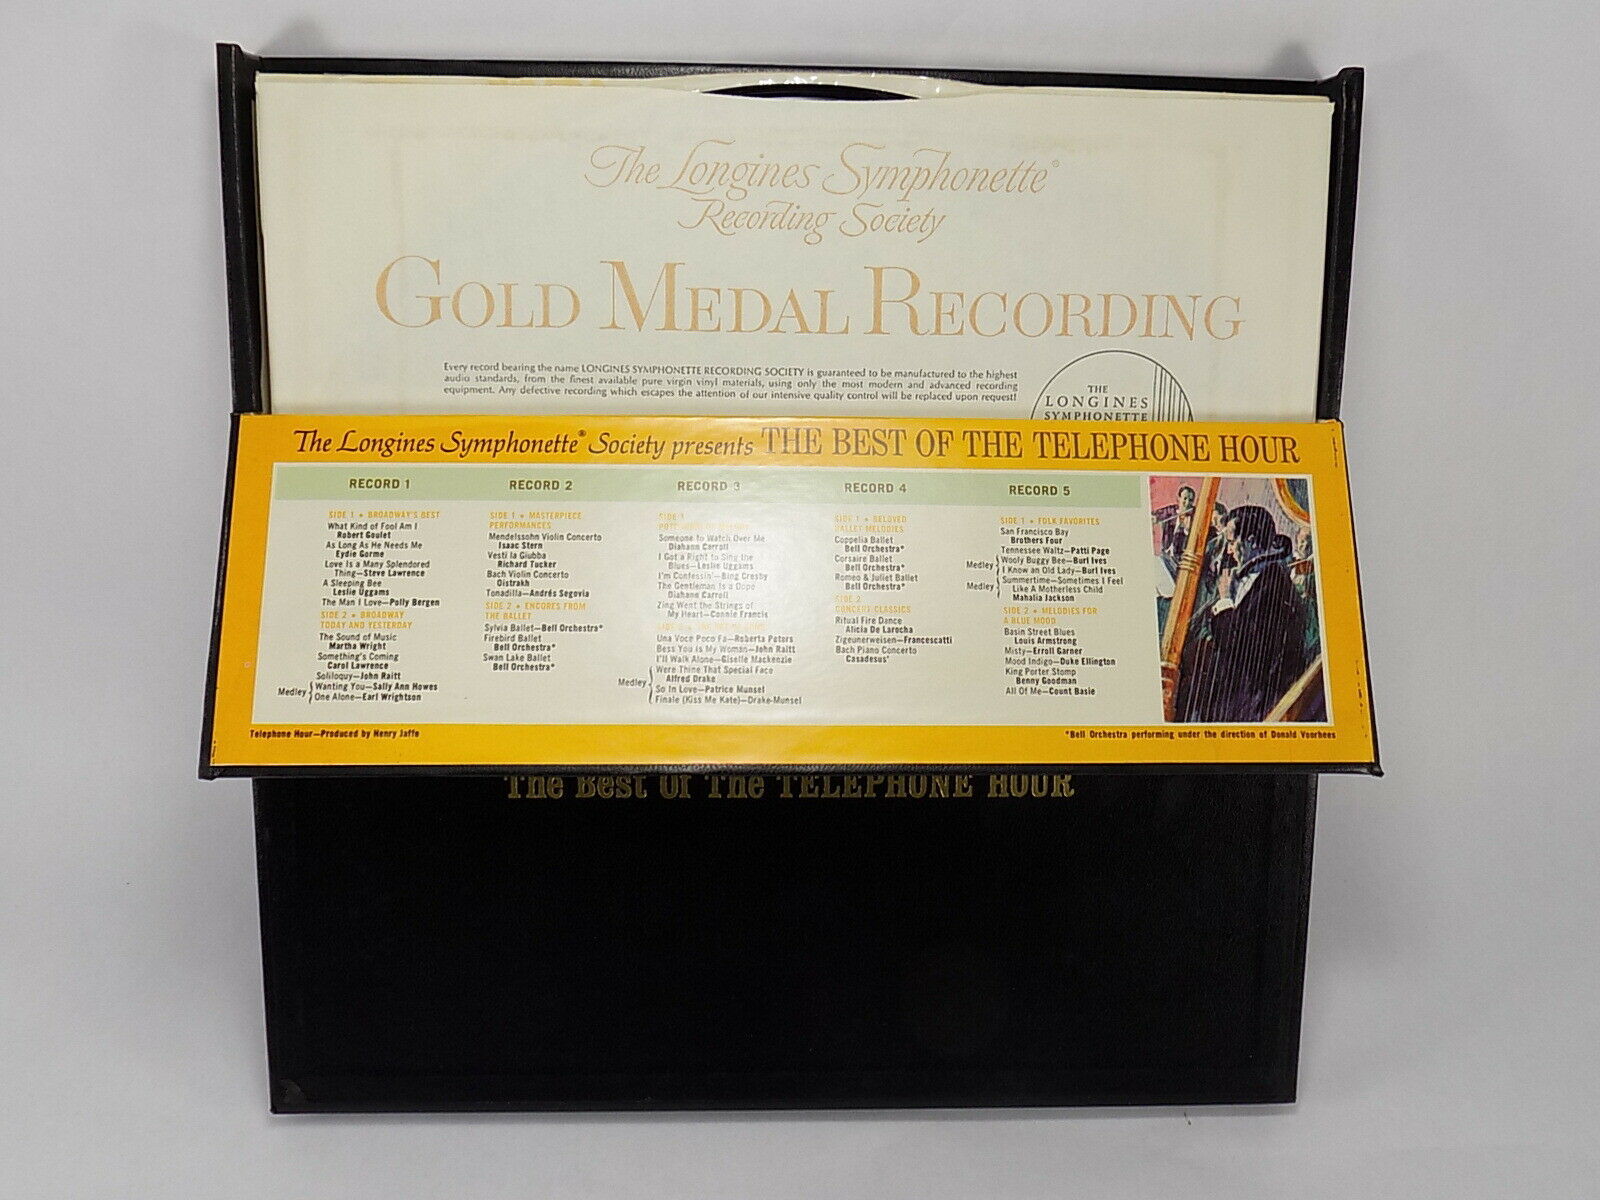 The Longines Symphonette®
Recording Society
GOLD MEDAL RECORDING
Every record bearing the name LONGINES SYMPHONETTE RECORDING SOCIETY is guaranteed to be manufactured to the highest
audio standards, from the finest available pure virgin vinyl materials, using only the most modern and advanced recording
equipment. Any defective recording which escapes the attention of our intensive quality control will be replaced upon request!
THE
LONGINES
SYMPHONETTE
The Longines Symphonette® Society presents THE BEST OF THE TELEPHONE HOUR
RECORD 1
SIDE 1 • BROADWAY'S BEST
What Kind of Fool Am I
Robert Goulet
As Long As He Needs Me
Eydie Gorme
Love Is a Many Splendored
Thing—Steve Lawrence
A Sleeping Bee
Leslie Uggams
The Man I Love—Polly Bergen
SIDE 2 • BROADWAY
TODAY AND YESTERDAY
The Sound of Music
Martha Wright
Something's Coming
Carol Lawrence
Soliloquy—John Raitt
Medley
Wanting You—Sally Ann Howes
One Alone—Earl Wrightson
RECORD 2
SIDE 1 • MASTERPIECE
PERFORMANCES
Mendelssohn Violin Concerto
Isaac Stern
Vesti la Giubba
Richard Tucker
Bach Violin Concerto
Oistrakh
Tonadilla—Andrés Segovia
SIDE 2 • ENCORES FROM
THE BALLET
Sylvia Ballet—Bell Orchestra*
Firebird Ballet
Bell Orchestra*
Swan Lake Ballet
Bell Orchestra*
RECORD 3
SIDE 1
Someone to Watch Over Me
Diahann Carroll
I Got a Right to Sing the
Blues—Leslie Uggams
I'm Confessin'—Bing Crosby
The Gentleman Is a Dope
Diahann Carroll
Zing Went the Strings of
My Heart—Connie Francis
Una Voce Poco Fa—Roberta Peters
Bess You Is My Woman—John Raitt
I'll Walk Alone—Giselle Mackenzie
Medley
Were Thine That Special Face
Alfred Drake
So In Love—Patrice Munsel
Finale (Kiss Me Kate)—Drake-Munsel
RECORD 4
SIDE 1 • BELOVED
BALLET MELODIES
Coppelia Ballet
Bell Orchestra*
Corsaire Ballet
Bell Orchestra*
Romeo & Juliet Ballet
Bell Orchestra*
SIDE 2
CONCERT CLASSICS
Ritual Fire Dance
Alicia De Larocha
Zigeunerweisen—Francescatti
Bach Piano Concerto
Casadesus'
RECORD 5
SIDE 1 • FOLK FAVORITES
San Francisco Bay
Brothers Four
Tennessee Waltz—Patti Page
Medley
Wooly Buggy Bee—Burl Ives
I Know an Old Lady—Burl Ives
Medley
Summertime—Sometimes I Feel
Like A Motherless Child
Mahalia Jackson
SIDE 2 • MELODIES FOR
A BLUE MOOD
Basin Street Blues
Louis Armstrong
Misty—Erroll Garner
Mood Indigo—Duke Ellington
King Porter Stomp
Benny Goodman
All Of Me—Count Basie
Telephone Hour—Produced by Henry Jaffe
*Bell Orchestra performing under the direction of Donald Voorhees
The Best Of The TELEPHONE HOUR